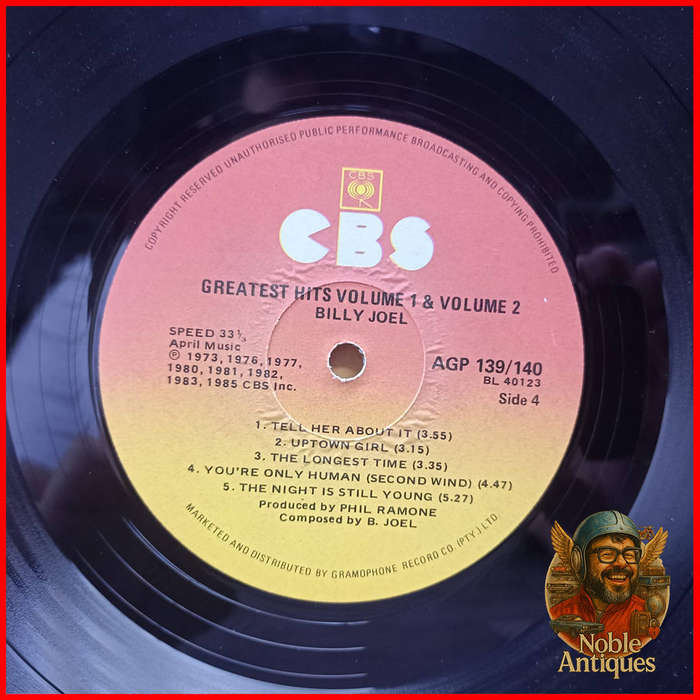 COPYRIGHT RESERVED UNAUTHORISED PUBLIC PERFORMANCE BROADCASTING AND COPYING PROHIBITED
CBS
CBS
GREATEST HITS VOLUME 1 & VOLUME 2
BILLY JOEL
SPEED 33⅓
April Music
℗ 1973, 1976, 1977,
1980, 1981, 1982,
1983, 1985 CBS Inc.
AGP 139/140
BL 40123
Side 4
1. TELL HER ABOUT IT (3.55)
2. UPTOWN GIRL (3.15)
3. THE LONGEST TIME (3.35)
4. YOU'RE ONLY HUMAN (SECOND WIND) (4.47)
5. THE NIGHT IS STILL YOUNG (5.27)
Produced by PHIL RAMONE
Composed by B. JOEL
MARKETED AND DISTRIBUTED BY GRAMOPHONE RECORD CO. (PTY.) LTD.
Noble
Antiques